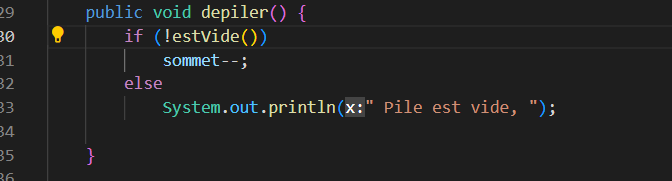 29 public void depiler() {
30 if (!estVide())
31 sommet--;
32 else
33 System.out.println(x:" Pile est vide, ");
34
35 }
36